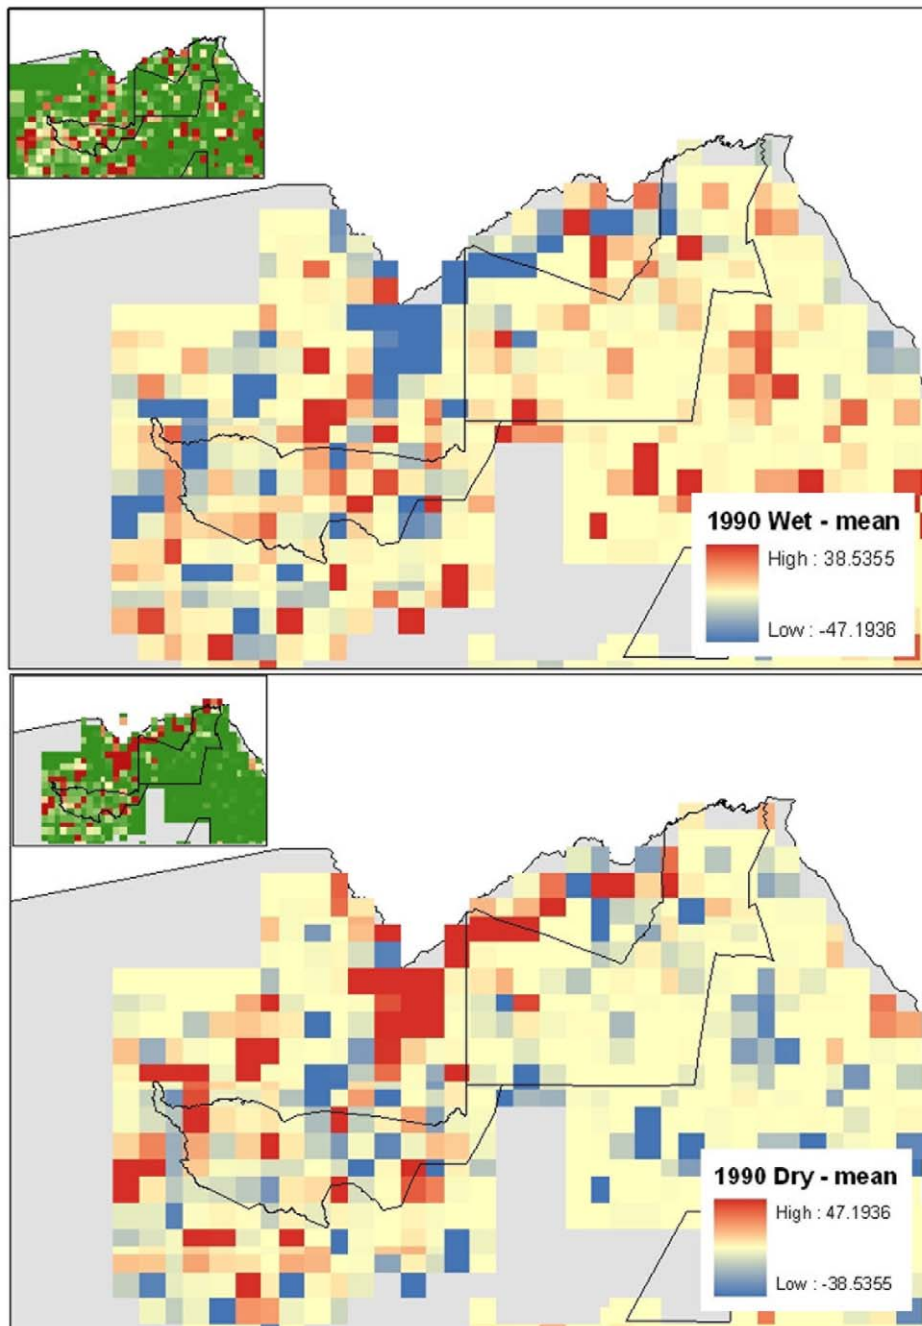 1990 Wet - mean
High : 38.5355
Low : -47.1936
1990 Dry - mean
High : 47.1936
Low : -38.5355